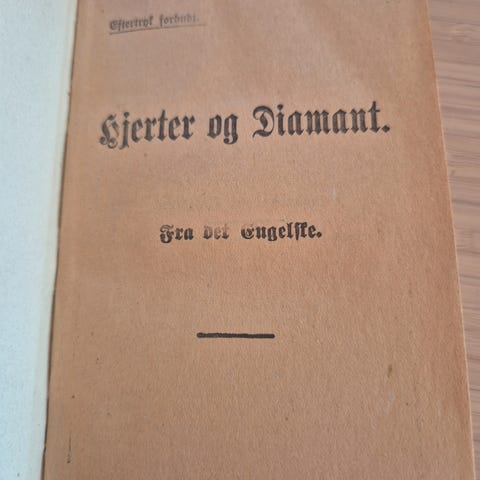 Eftertryk forbudt.
Hjerter og Diamant.
Fra det Engelske.